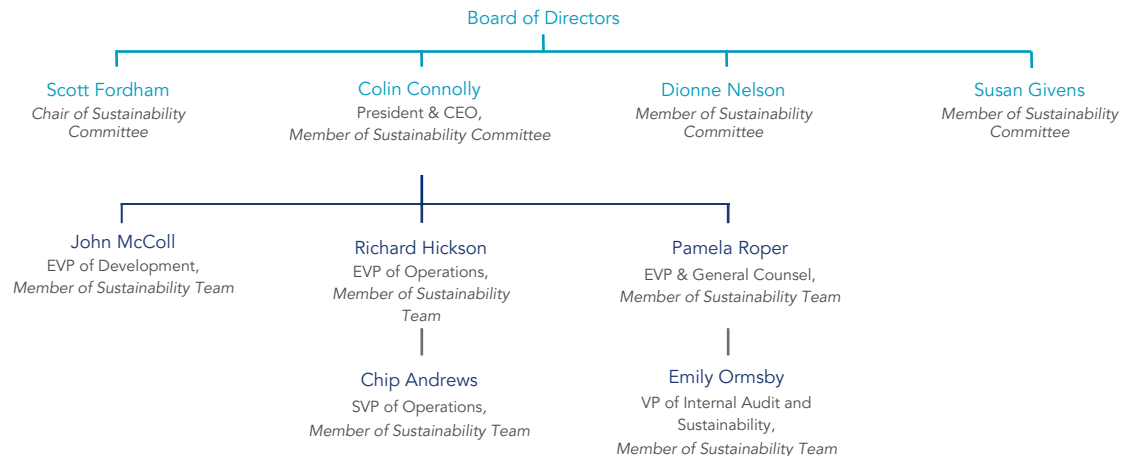 Board of Directors
Scott Fordham
Chair of Sustainability
Committee
Colin Connolly
President & CEO,
Member of Sustainability Committee
Dionne Nelson
Member of Sustainability
Committee
Susan Givens
Member of Sustainability
Committee
John McColl
EVP of Development,
Member of Sustainability Team
Richard Hickson
EVP of Operations,
Member of Sustainability
Team
Pamela Roper
EVP & General Counsel,
Member of Sustainability Team
Chip Andrews
SVP of Operations,
Member of Sustainability Team
Emily Ormsby
VP of Internal Audit and
Sustainability,
Member of Sustainability Team